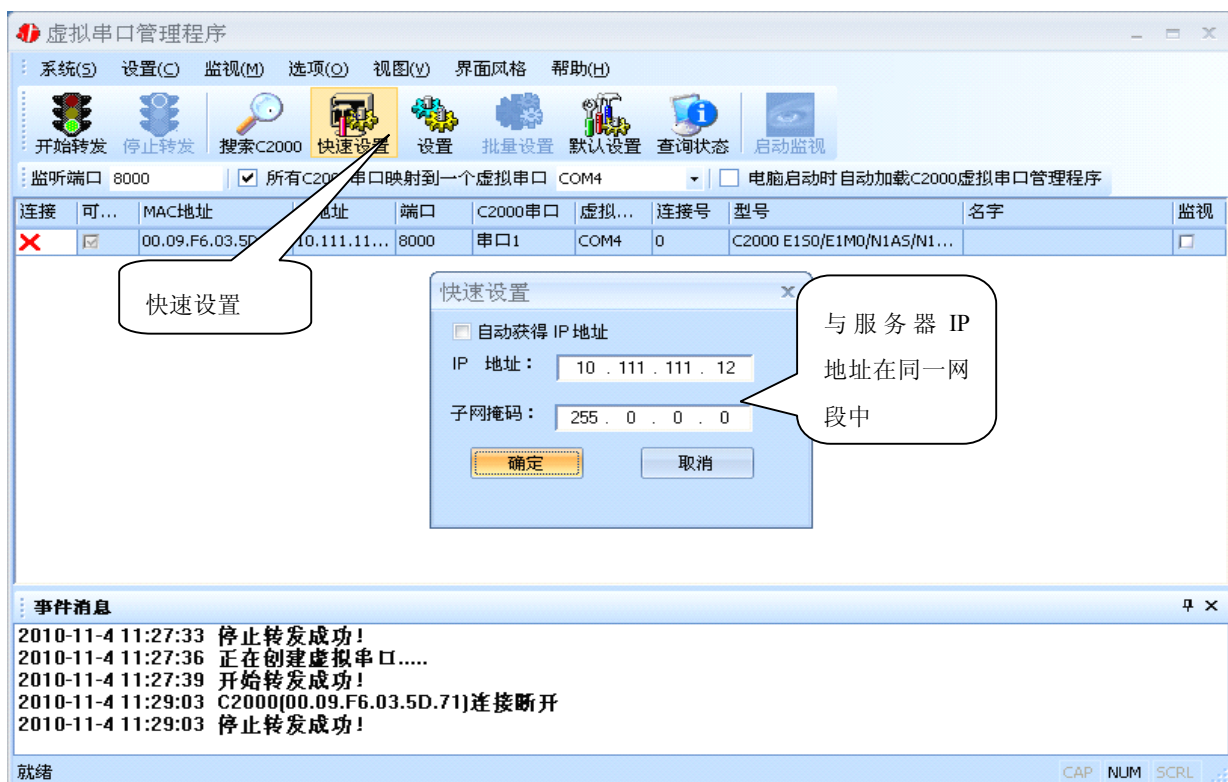 虚拟串口管理程序
系统(S) 设置(C) 监视(M) 选项(O) 视图(V) 界面风格 帮助(H)
开始转发 停止转发 搜索C2000 快速设置 设置 批量设置 默认设置 查询状态 启动监视
监听端口 8000 所有C2000串口映射到一个虚拟串口 COM4 电脑启动时自动加载C2000虚拟串口管理程序
连接 可... MAC地址 地址 端口 C2000串口 虚拟... 连接号 型号 名字 监视
00.09.F6.03.5D 10.111.11... 8000 串口1 COM4 0 C2000 E1S0/E1M0/N1AS/N1...
快速设置
快速设置
自动获得 IP 地址
IP 地址： 10 . 111 . 111 . 12
子网掩码： 255 . 0 . 0 . 0
确定 取消
与服务器 IP
地址在同一网
段中
事件消息
2010-11-4 11:27:33 停止转发成功!
2010-11-4 11:27:36 正在创建虚拟串口.....
2010-11-4 11:27:39 开始转发成功!
2010-11-4 11:29:03 C2000(00.09.F6.03.5D.71)连接断开
2010-11-4 11:29:03 停止转发成功!
就绪 CAP NUM SCRL